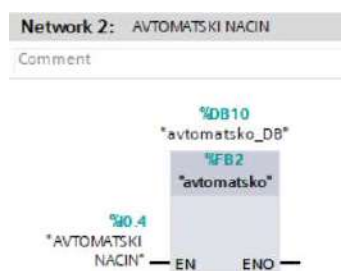 Network 2: AVTOMATSKI NACIN
Comment
%DB10
"avtomatsko_DB"
%FB2
"avtomatsko"
%I0.4
"AVTOMATSKI
NACIN"
EN ENO